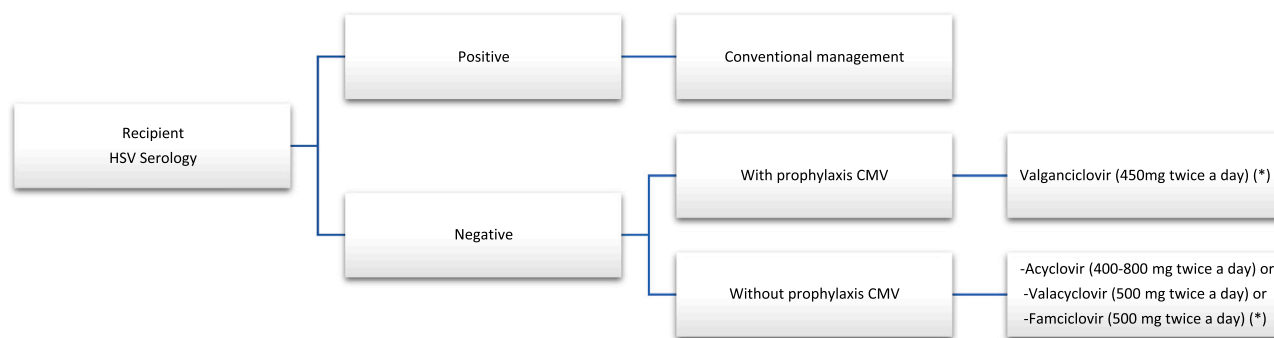 Recipient
HSV Serology
Positive
Conventional management
Negative
With prophylaxis CMV
Valganciclovir (450mg twice a day) (*)
Without prophylaxis CMV
-Acyclovir (400-800 mg twice a day) or
-Valacyclovir (500 mg twice a day) or
-Famciclovir (500 mg twice a day) (*)